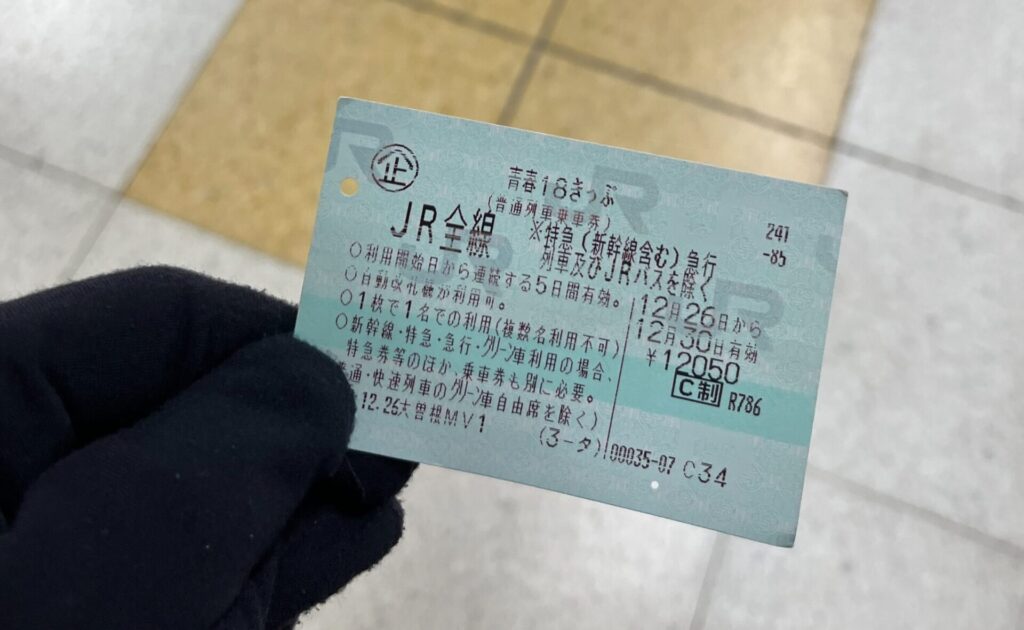 企
青春18きっぷ
(普通列車乗車券)
241
-85
JR全線
※特急(新幹線含む)急行
列車及びJRバスを除く
○利用開始日から連続する5日間有効。
○自動改札機が利用可。
○1枚で1名での利用(複数名利用不可)
○新幹線・特急・急行・グリーン車利用の場合、
特急券等のほか、乗車券も別に必要。
通・快速列車のグリーン車自由席を除く)
12月26日から
12月30日有効
¥12050
C制 R786
12.26大曽根MV1
(3-タ)
00035-07 C34